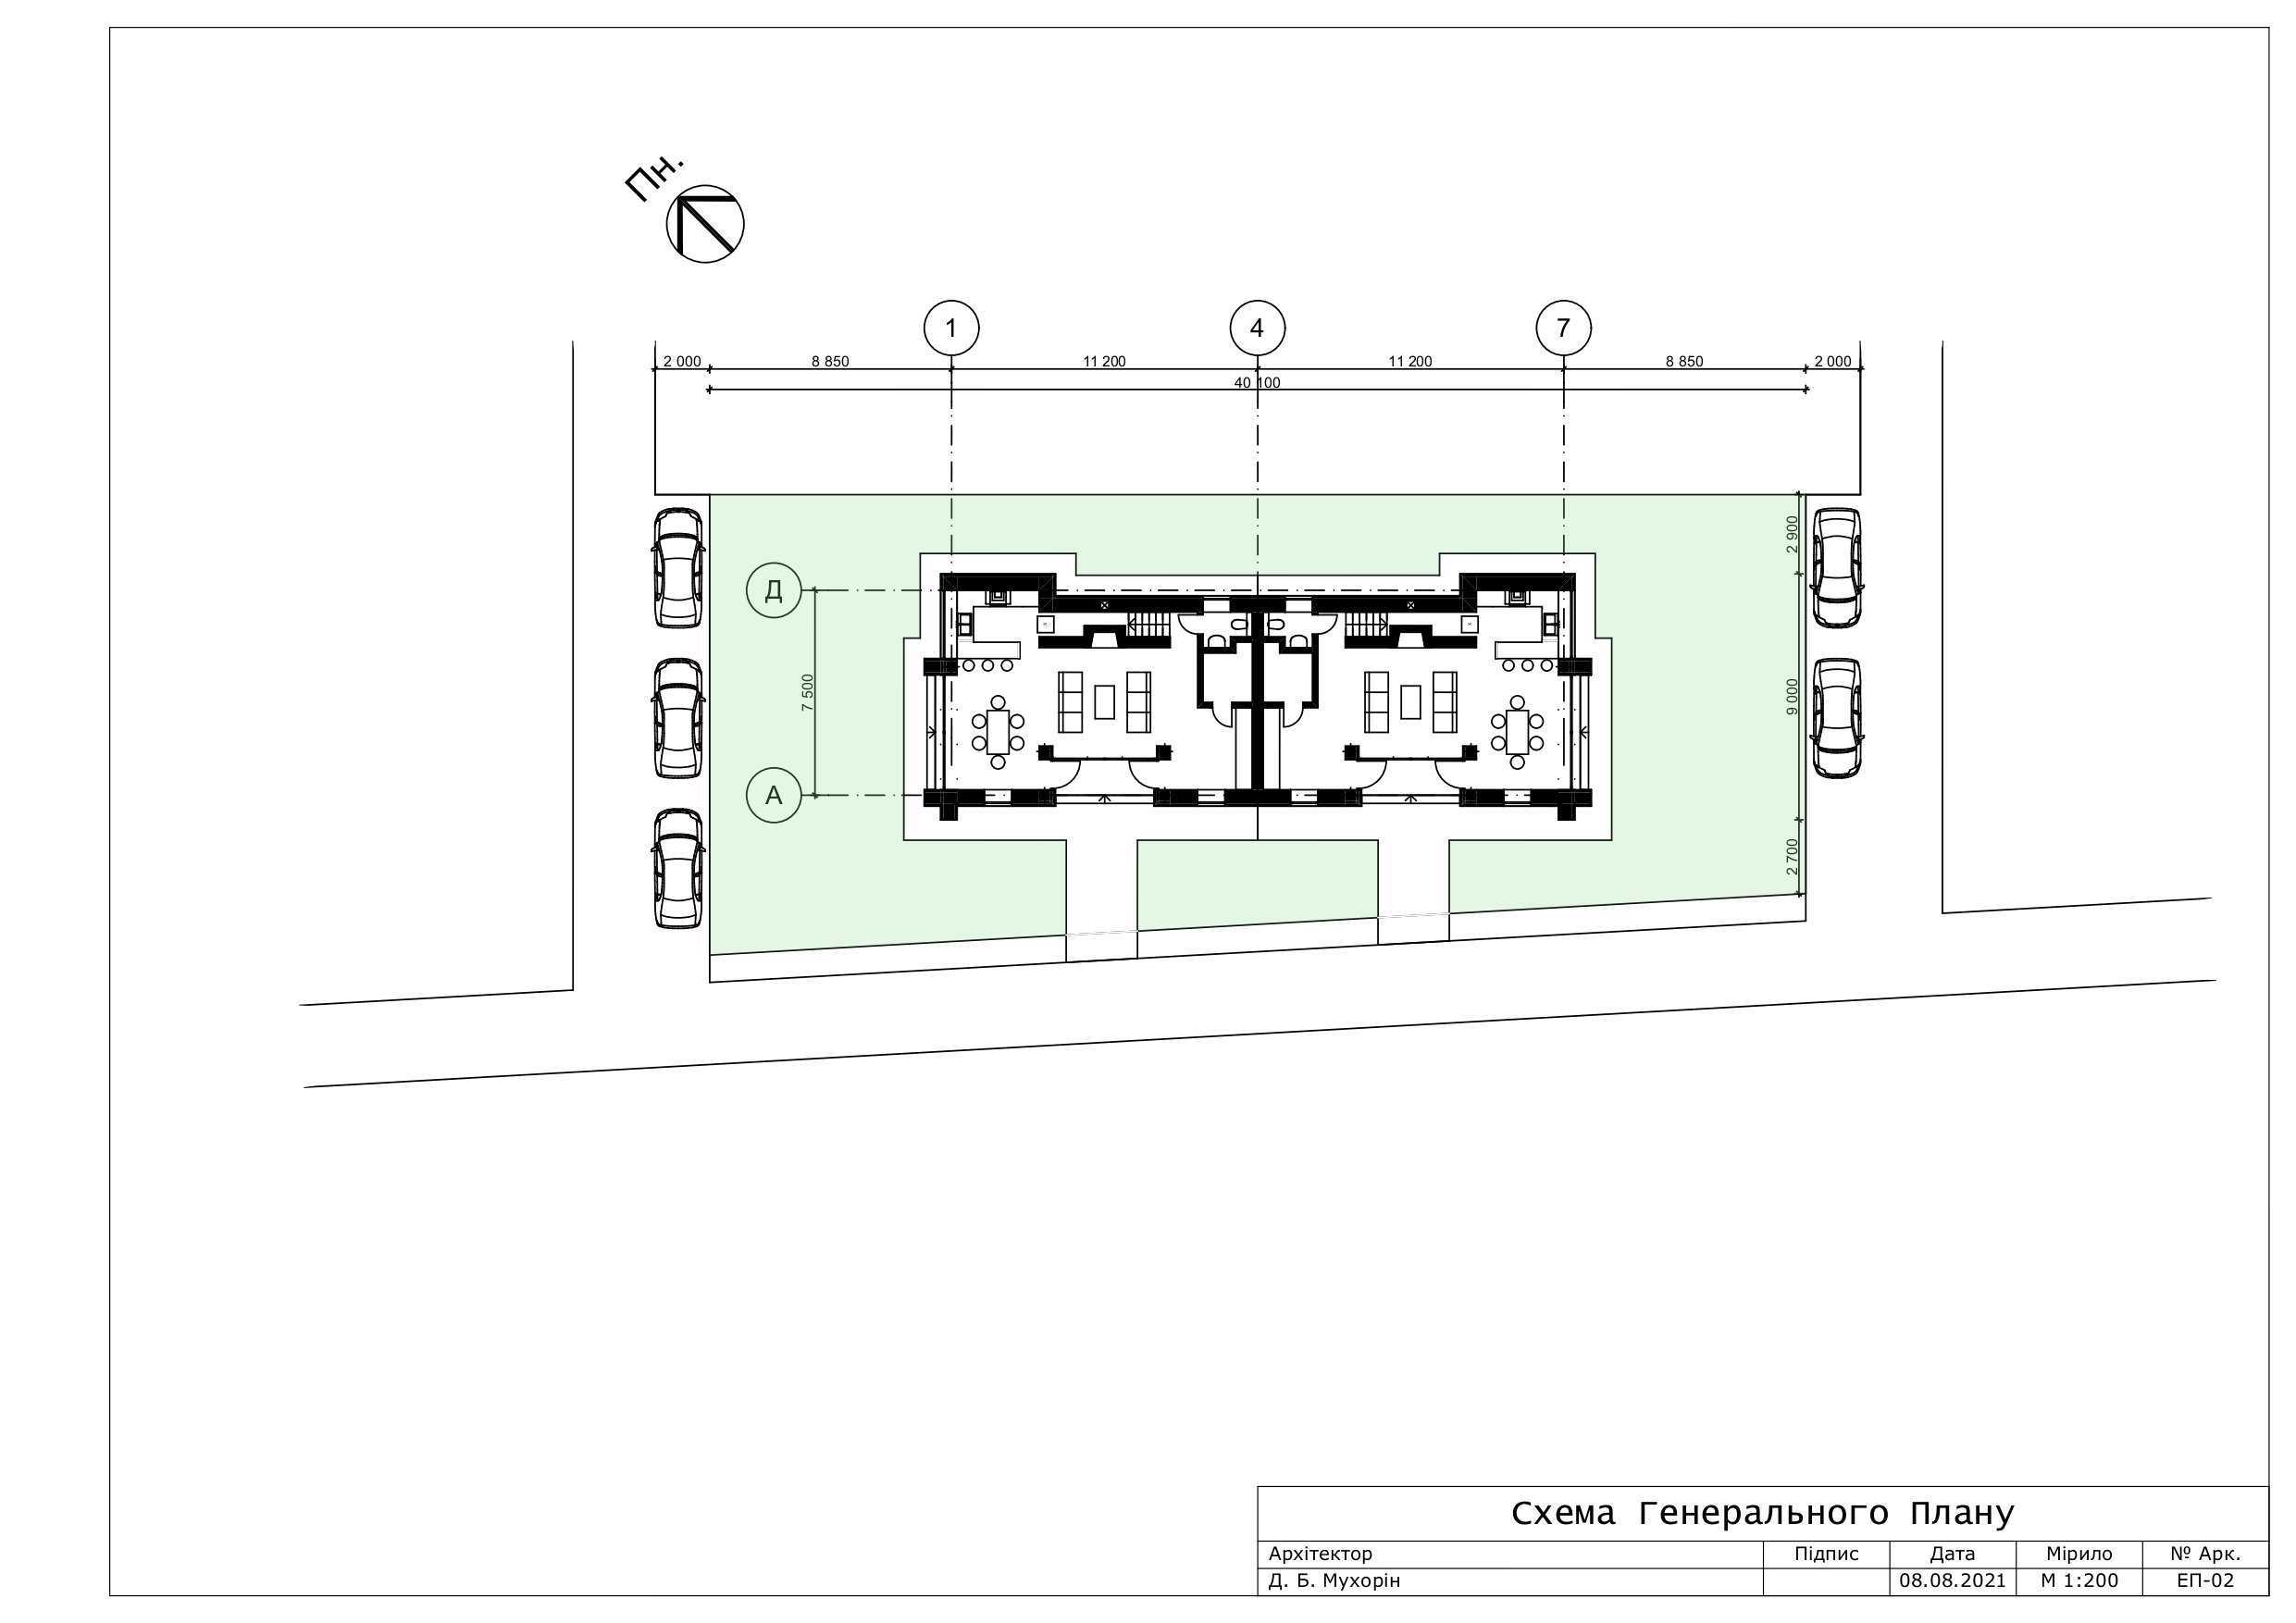 Пн.
1
4
7
2 000
8 850
11 200
11 200
8 850
2 000
40 100
Д
А
7 500
2 900
9 000
2 700
Схема Генерального Плану
Архітектор
Підпис
Дата
Мірило
№ Арк.
Д. Б. Мухорін
08.08.2021
М 1:200
ЕП-02